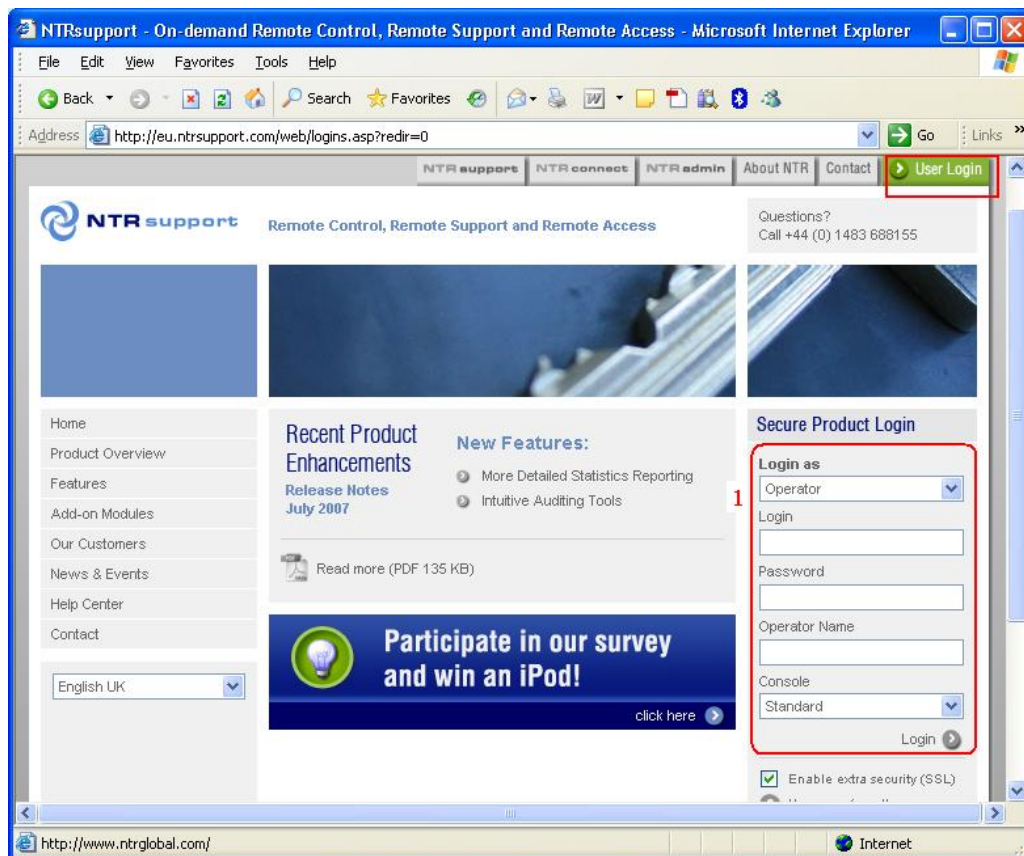 NTRsupport - On-demand Remote Control, Remote Support and Remote Access - Microsoft Internet Explorer
File Edit View Favorites Tools Help
Back Search Favorites
Address http://eu.ntrsupport.com/web/logins.asp?redir=0 Go Links »
NTRsupport NTRconnect NTRadmin About NTR Contact User Login
NTR support
Remote Control, Remote Support and Remote Access
Questions?
Call +44 (0) 1483 688155
Home
Product Overview
Features
Add-on Modules
Our Customers
News & Events
Help Center
Contact
English UK
Recent Product
Enhancements
Release Notes
July 2007
New Features:
More Detailed Statistics Reporting
Intuitive Auditing Tools
Read more (PDF 135 KB)
Participate in our survey
and win an iPod!
click here
Secure Product Login
1
Login as
Operator
Login
Password
Operator Name
Console
Standard
Login
Enable extra security (SSL)
http://www.ntrglobal.com/ Internet